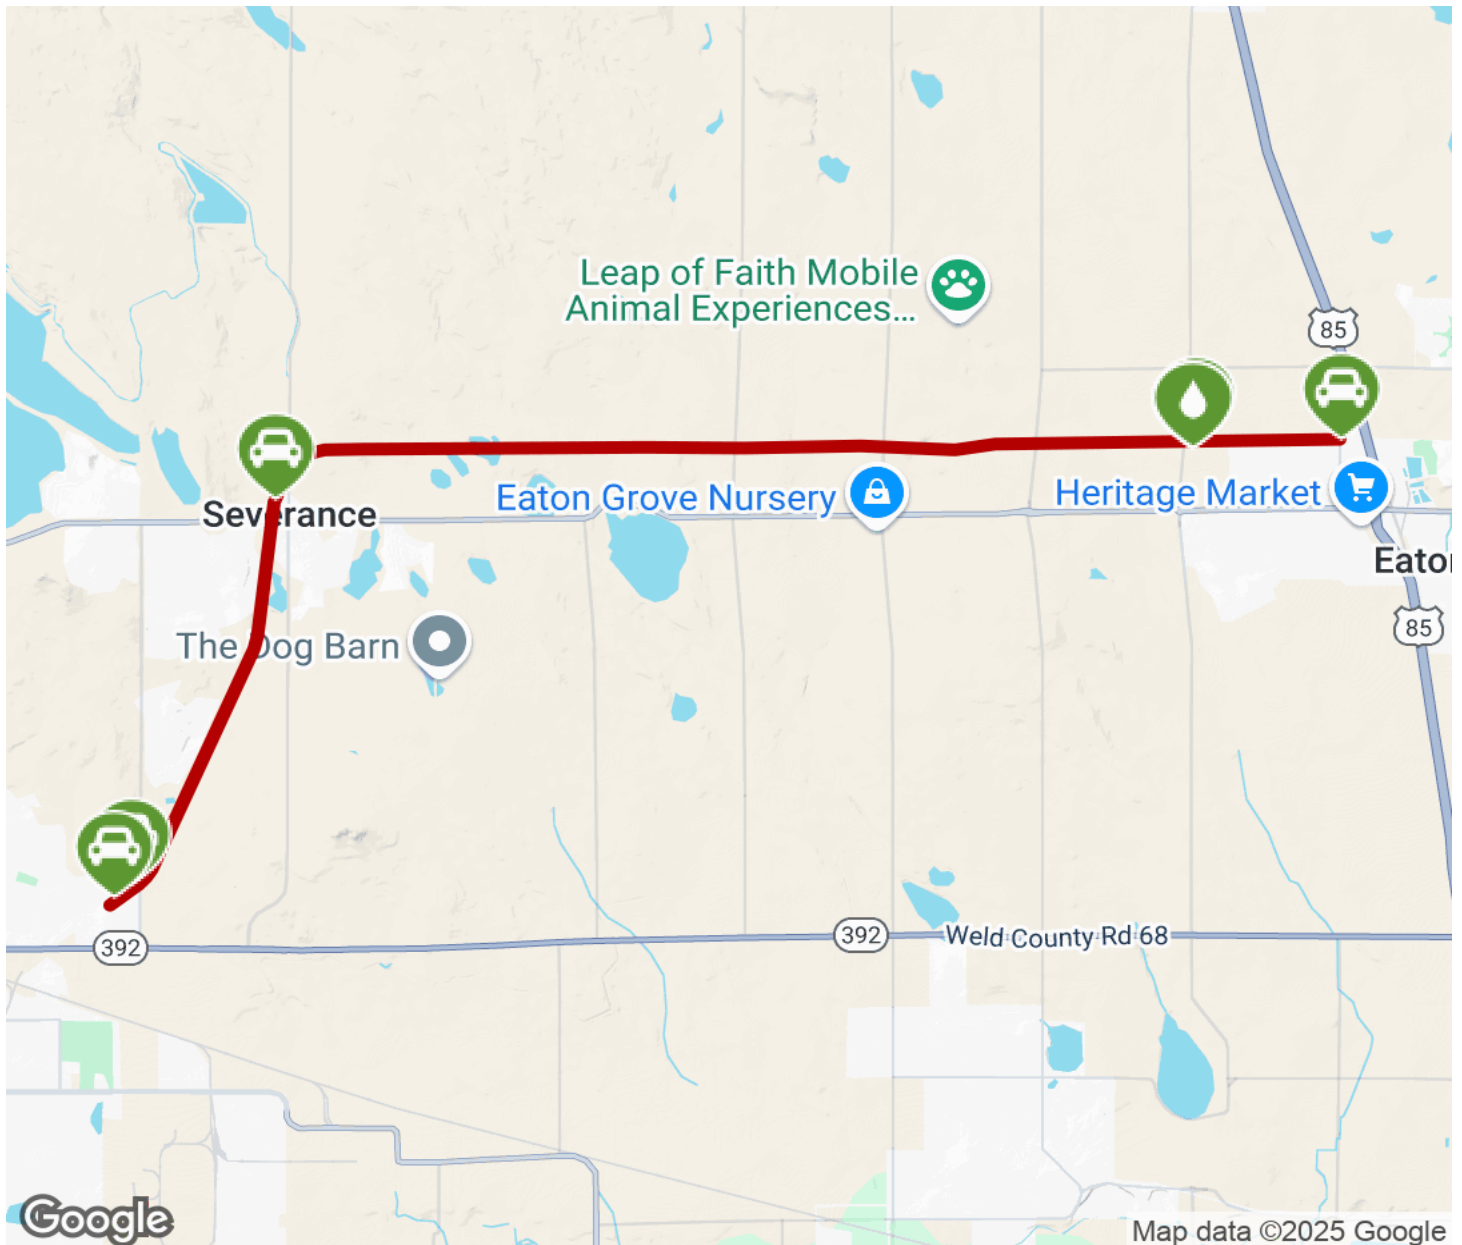 Leap of Faith Mobile
Animal Experiences...
85
Eaton Grove Nursery
Heritage Market
Severance
Eato
85
The Dog Barn
392
392
Weld County Rd 68
Google
Map data ©2025 Google